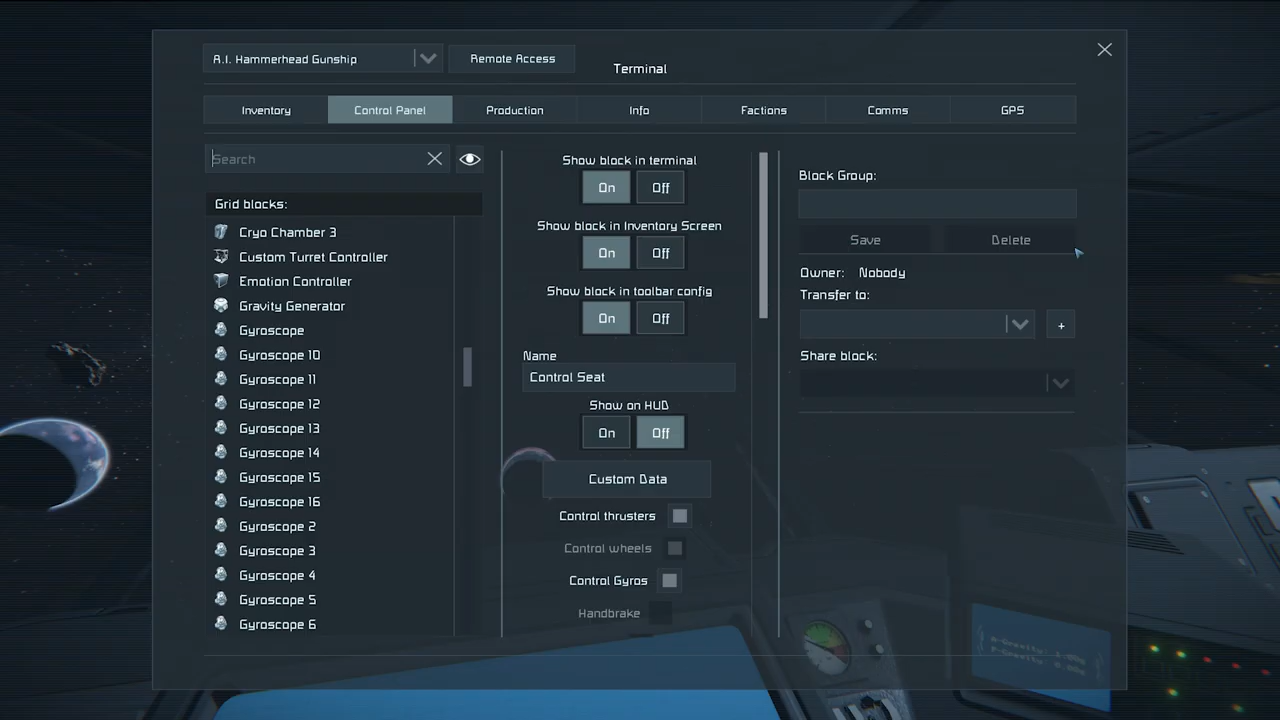 A.I. Hammerhead Gunship
Remote Access
Terminal
Inventory
Control Panel
Production
Info
Factions
Comms
GPS
Search
Grid blocks:
Cryo Chamber 3
Custom Turret Controller
Emotion Controller
Gravity Generator
Gyroscope
Gyroscope 10
Gyroscope 11
Gyroscope 12
Gyroscope 13
Gyroscope 14
Gyroscope 15
Gyroscope 16
Gyroscope 2
Gyroscope 3
Gyroscope 4
Gyroscope 5
Gyroscope 6
Show block in terminal
On Off
Show block in Inventory Screen
On Off
Show block in toolbar config
On Off
Name
Control Seat
Show on HUD
On Off
Custom Data
Control thrusters
Control wheels
Control Gyros
Handbrake
Block Group:
Save Delete
Owner: Nobody
Transfer to:
+
Share block: